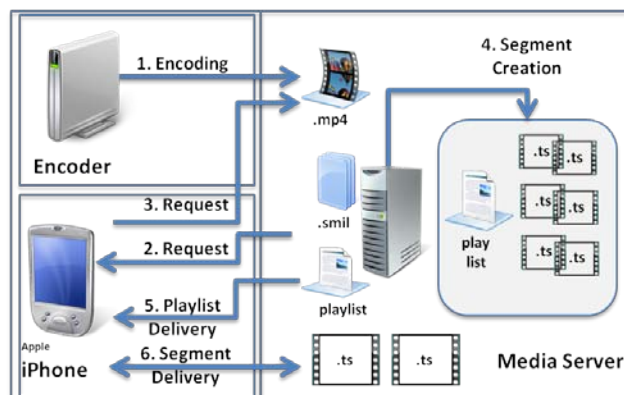 1. Encoding
.mp4
Encoder
4. Segment
Creation
3. Request
.smil
2. Request
playlist
5. Playlist
Delivery
play
list
.ts
.ts
.ts
.ts
.ts
.ts
Apple
iPhone
6. Segment
Delivery
.ts
.ts
Media Server